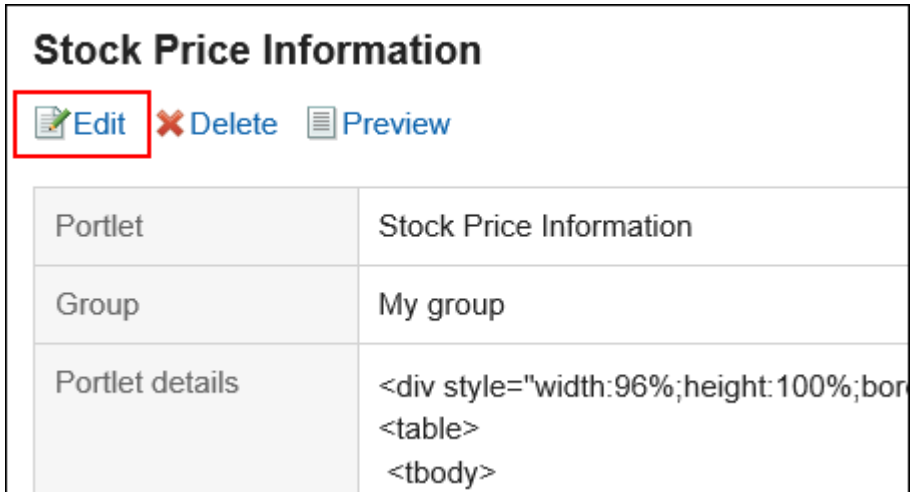 Stock Price Information
Edit Delete Preview
Portlet Stock Price Information
Group My group
Portlet details <div style="width:96%;height:100%;bor
<table>
<tbody>